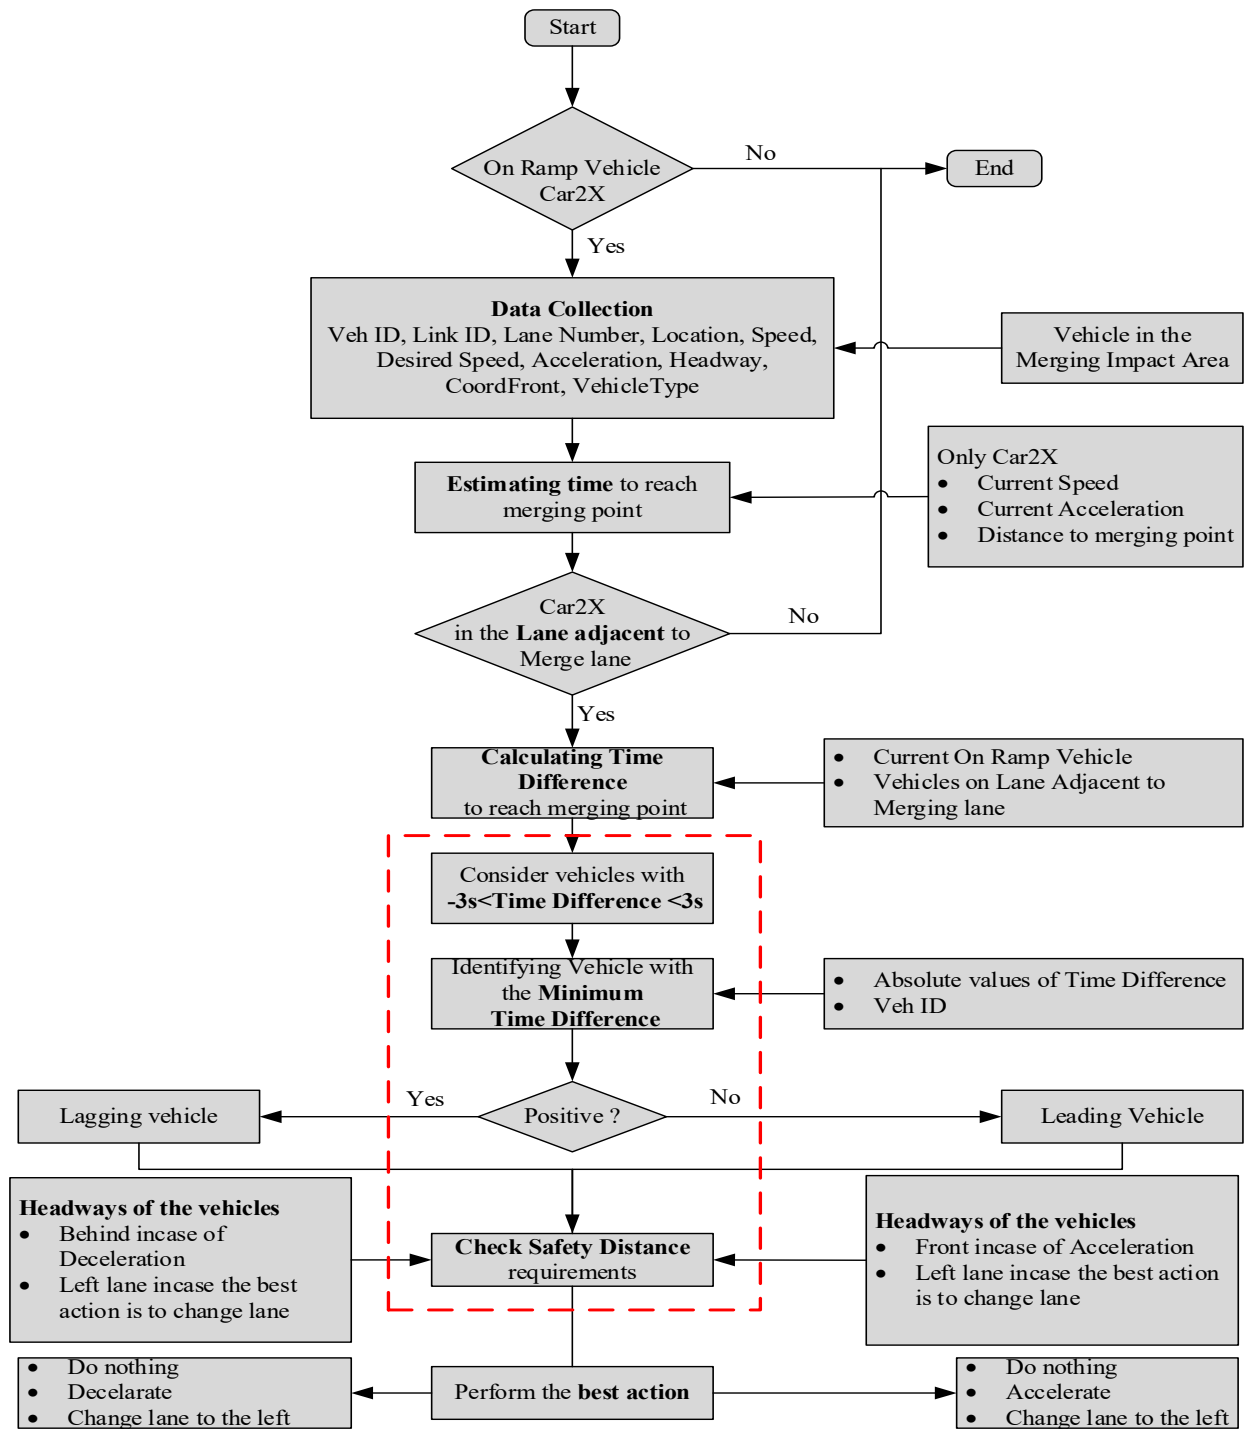 Start
On Ramp Vehicle
Car2X
No
End
Yes
Data Collection
Veh ID, Link ID, Lane Number, Location, Speed,
Desired Speed, Acceleration, Headway,
CoordFront, VehicleType
Vehicle in the
Merging Impact Area
Estimating time to reach
merging point
Only Car2X
• Current Speed
• Current Acceleration
• Distance to merging point
Car2X
in the Lane adjacent to
Merge lane
No
Yes
Calculating Time
Difference
to reach merging point
• Current On Ramp Vehicle
• Vehicles on Lane Adjacent to
Merging lane
Consider vehicles with
-3s<Time Difference <3s
Identifying Vehicle with
the Minimum
Time Difference
• Absolute values of Time Difference
• Veh ID
Lagging vehicle
Yes
Positive ?
No
Leading Vehicle
Headways of the vehicles
• Behind incase of
Deceleration
• Left lane incase the best
action is to change lane
Check Safety Distance
requirements
Headways of the vehicles
• Front incase of Acceleration
• Left lane incase the best action
is to change lane
• Do nothing
• Decelarate
• Change lane to the left
Perform the best action
• Do nothing
• Accelerate
• Change lane to the left